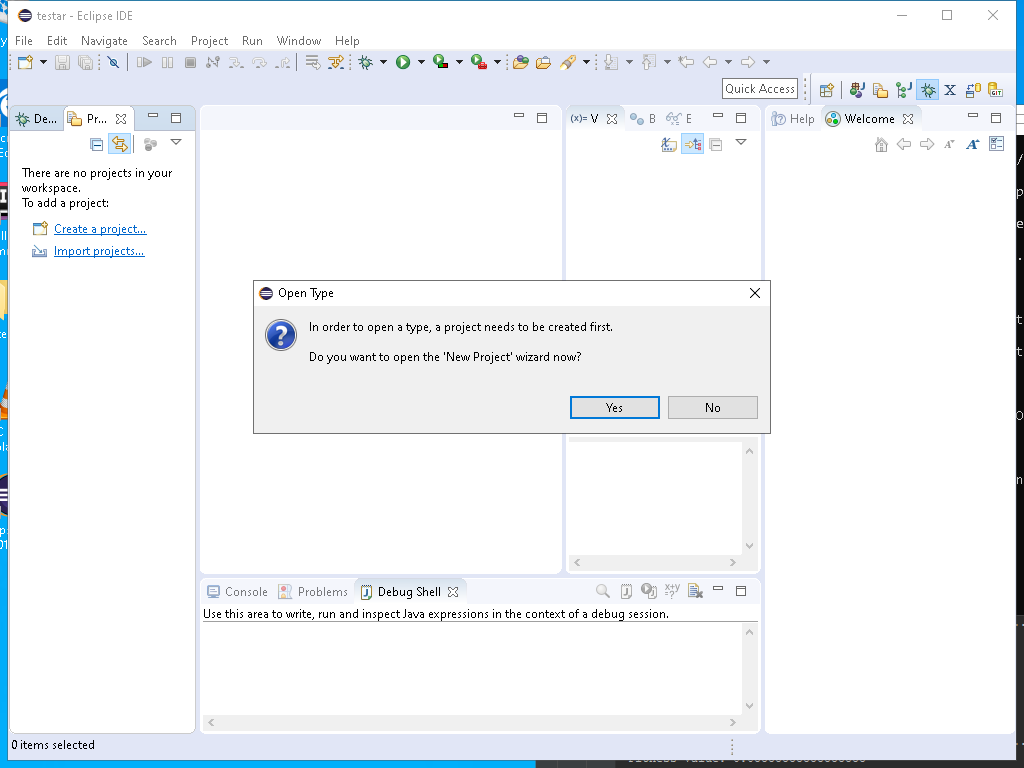 testar - Eclipse IDE
File Edit Navigate Search Project Run Window Help
Quick Access
De... Pr... (x)= V B E Help Welcome
There are no projects in your
workspace.
To add a project:
Create a project...
Import projects...
Open Type
In order to open a type, a project needs to be created first.
Do you want to open the 'New Project' wizard now?
Yes No
Console Problems Debug Shell
Use this area to write, run and inspect Java expressions in the context of a debug session.
0 items selected